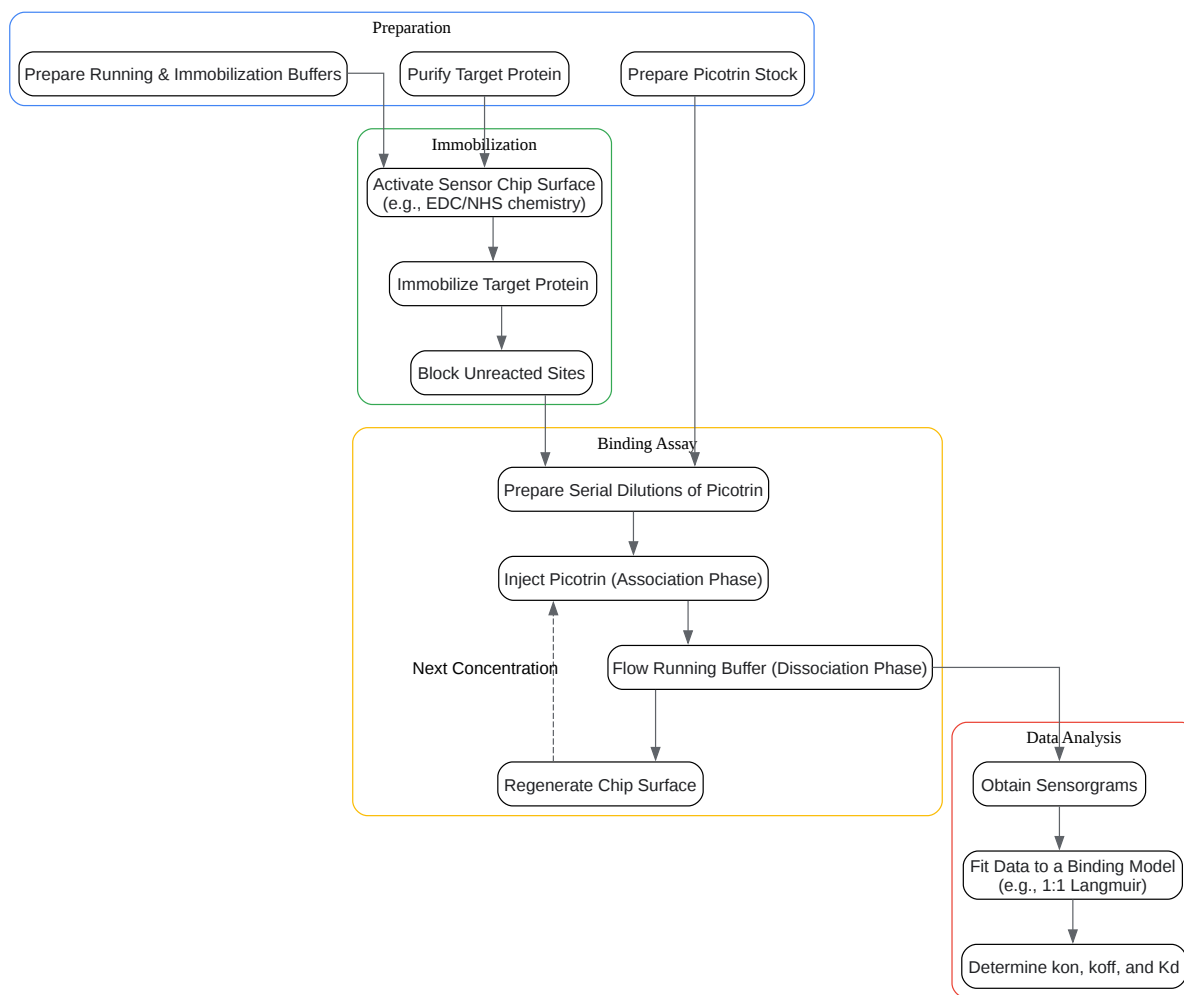 Preparation
Prepare Running & Immobilization Buffers
Purify Target Protein
Prepare Picotrin Stock
Immobilization
Activate Sensor Chip Surface
(e.g., EDC/NHS chemistry)
Immobilize Target Protein
Block Unreacted Sites
Binding Assay
Prepare Serial Dilutions of Picotrin
Inject Picotrin (Association Phase)
Next Concentration
Flow Running Buffer (Dissociation Phase)
Regenerate Chip Surface
Data Analysis
Obtain Sensorgrams
Fit Data to a Binding Model
(e.g., 1:1 Langmuir)
Determine kon, koff, and Kd